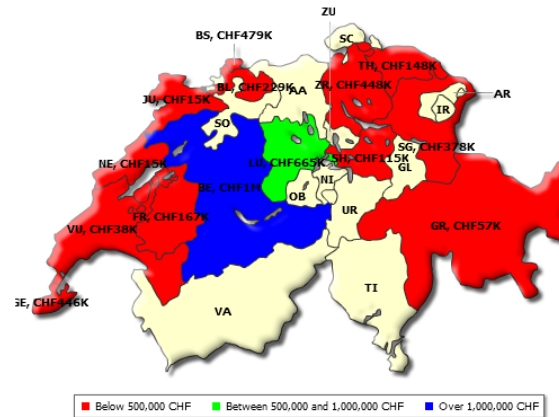 ZU
BS, CHF479K
SC
TH, CHF148K
BL, CHF229K
ZR, CHF448K
AA
AR
JU, CHF15K
IR
SO
SG, CHF378K
NE, CHF15K
LU, CHF665K
SH, CHF115K
GL
BE, CHF1M
NI
OB
FR, CHF167K
UR
VU, CHF38K
GR, CHF57K
TI
GE, CHF446K
VA
Below 500,000 CHF
Between 500,000 and 1,000,000 CHF
Over 1,000,000 CHF